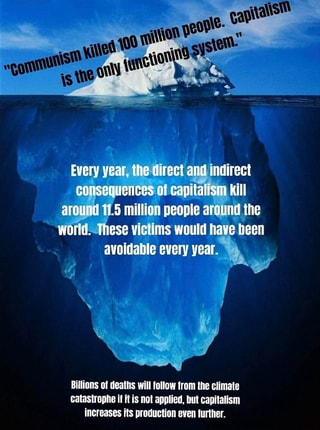 "Communism killed 100 million people. Capitalism
is the only functioning system."
Every year, the direct and indirect
consequences of capitalism kill
around 11.5 million people around the
world. These victims would have been
avoidable every year.
Billions of deaths will follow from the climate
catastrophe if it is not applied, but capitalism
increases its production even further.